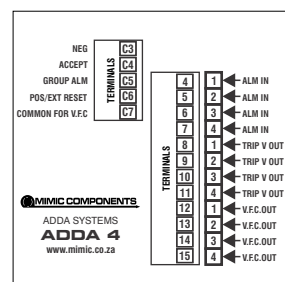 NEG C3
ACCEPT C4
GROUP ALM C5
POS/EXT RESET C6
COMMON FOR V.F.C C7
TERMINALS
TERMINALS
4 1 ALM IN
5 2 ALM IN
6 3 ALM IN
7 4 ALM IN
8 1 TRIP V OUT
9 2 TRIP V OUT
10 3 TRIP V OUT
11 4 TRIP V OUT
12 1 V.F.C.OUT
13 2 V.F.C.OUT
14 3 V.F.C.OUT
15 4 V.F.C.OUT
MIMIC COMPONENTS
ADDA SYSTEMS
ADDA 4
www.mimic.co.za